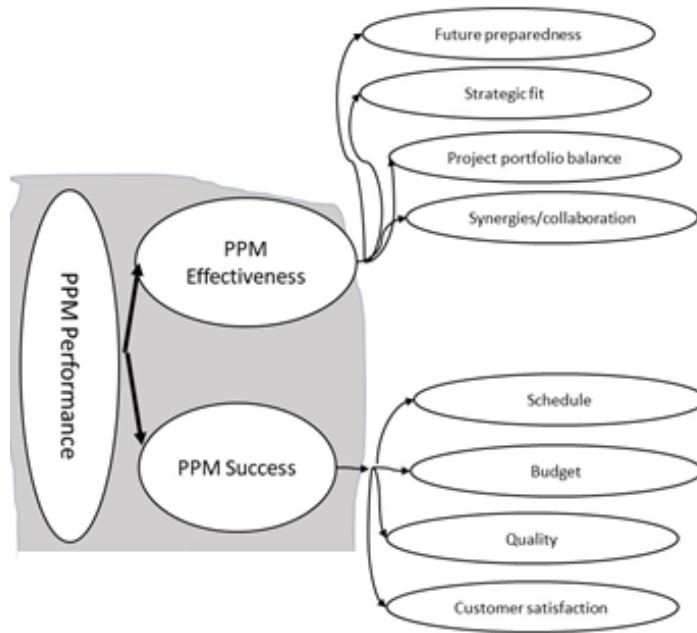 Future preparedness
Strategic fit
Project portfolio balance
Synergies/collaboration
PPM
Effectiveness
PPM Performance
Schedule
PPM Success
Budget
Quality
Customer satisfaction